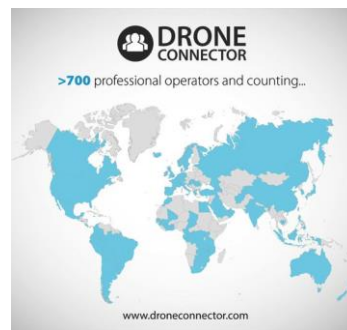 DRONE
CONNECTOR
>700 professional operators and counting...
www.droneconnector.com